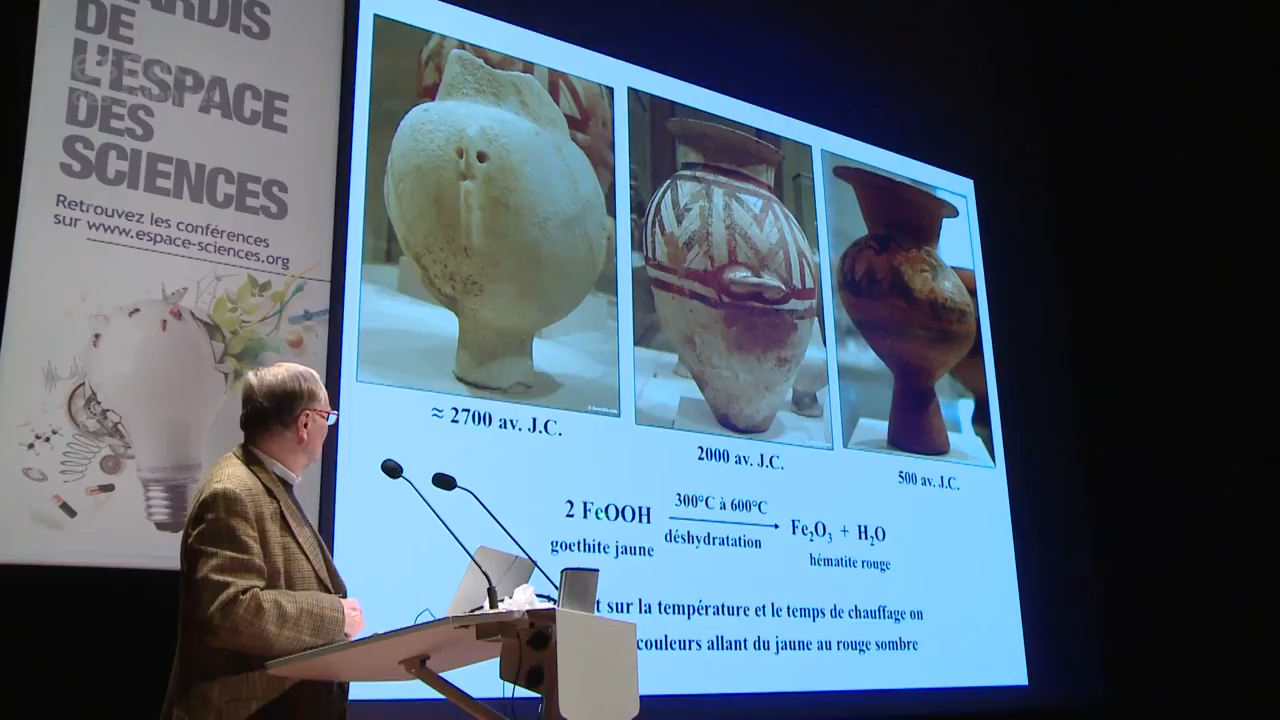 DE
L'ESPACE
DES
SCIENCES
Retrouvez les conférences
sur www.espace-sciences.org
≈ 2700 av. J.C.
2000 av. J.C.
500 av. J.C.
2 FeOOH 300°C à 600°C Fe₂O₃ + H₂O
goethite jaune déshydratation hématite rouge
sur la température et le temps de chauffage on
couleurs allant du jaune au rouge sombre